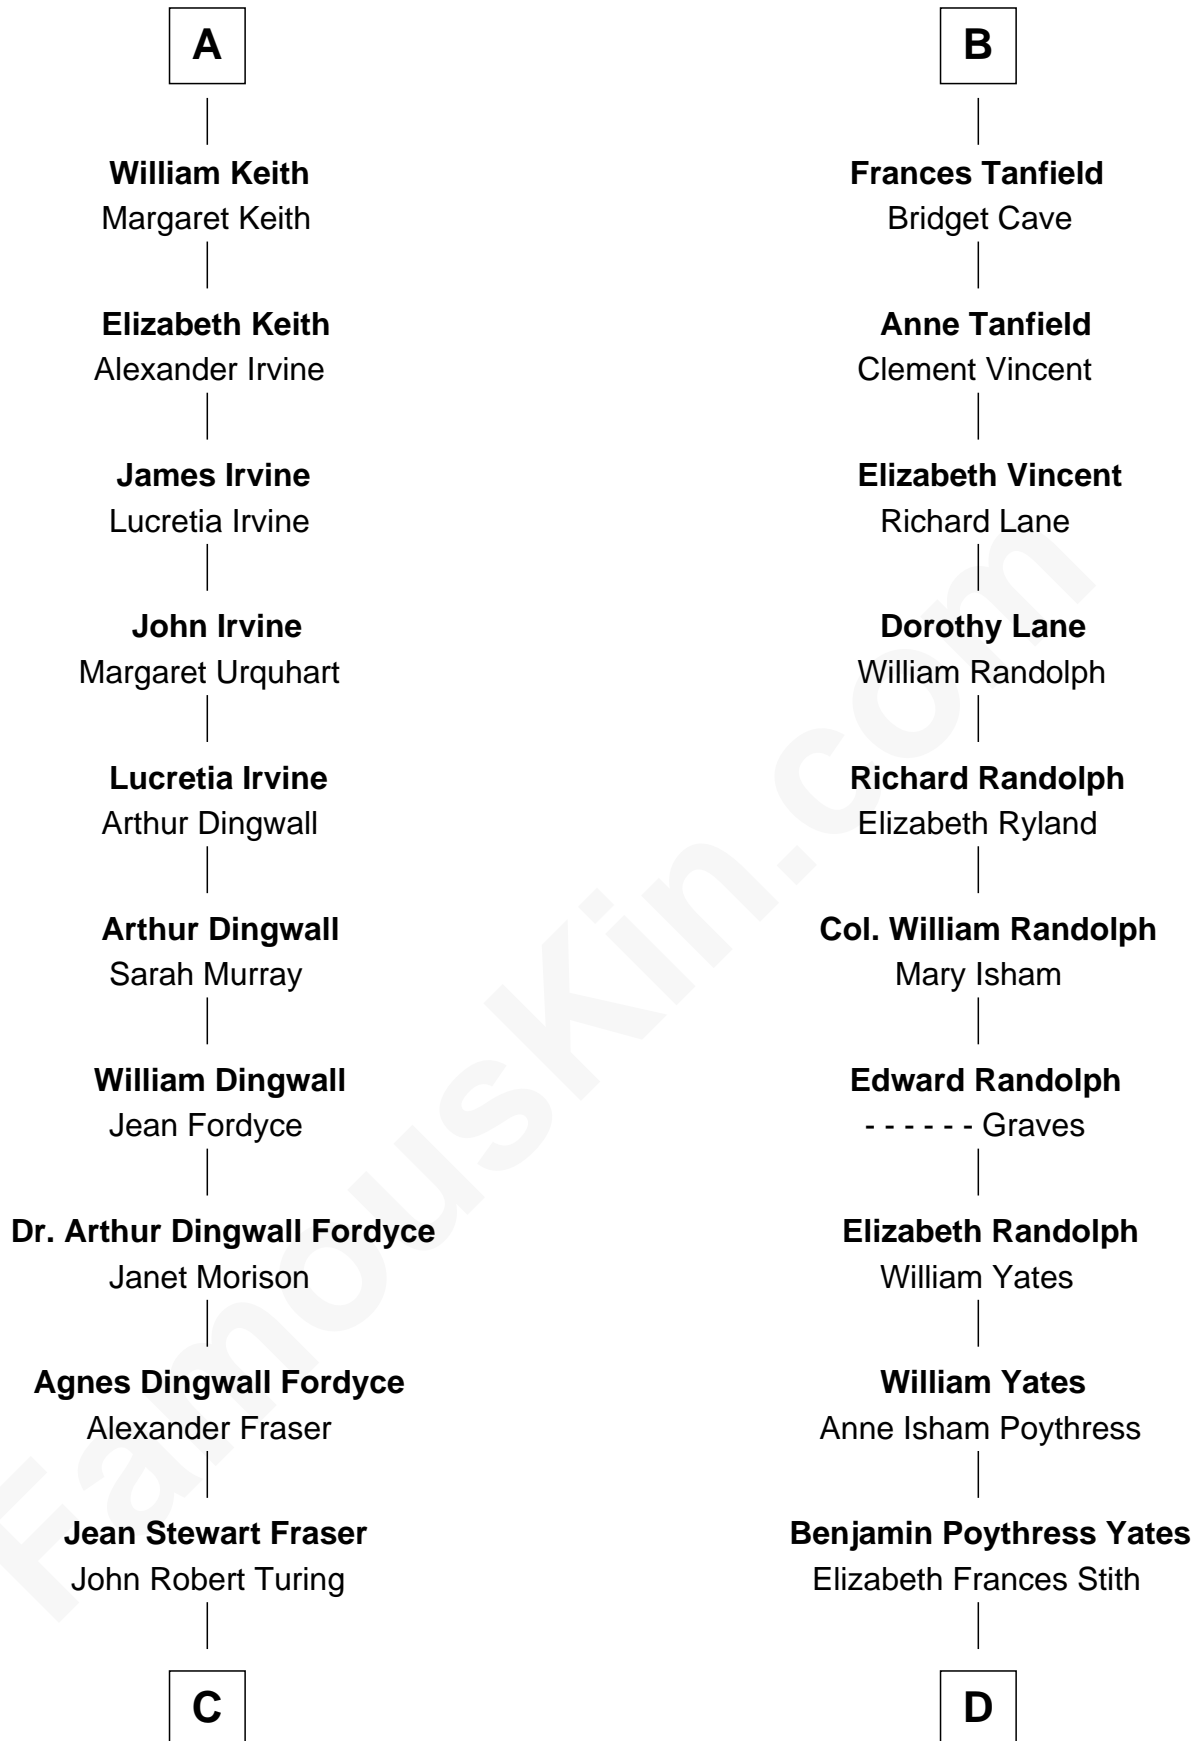 A
William Keith
Margaret Keith
Elizabeth Keith
Alexander Irvine
James Irvine
Lucretia Irvine
John Irvine
Margaret Urquhart
Lucretia Irvine
Arthur Dingwall
Arthur Dingwall
Sarah Murray
William Dingwall
Jean Fordyce
Dr. Arthur Dingwall Fordyce
Janet Morison
Agnes Dingwall Fordyce
Alexander Fraser
Jean Stewart Fraser
John Robert Turing
C
B
Frances Tanfield
Bridget Cave
Anne Tanfield
Clement Vincent
Elizabeth Vincent
Richard Lane
Dorothy Lane
William Randolph
Richard Randolph
Elizabeth Ryland
Col. William Randolph
Mary Isham
Edward Randolph
- - - - - - Graves
Elizabeth Randolph
William Yates
William Yates
Anne Isham Poythress
Benjamin Poythress Yates
Elizabeth Frances Stith
D
FamousKin.com